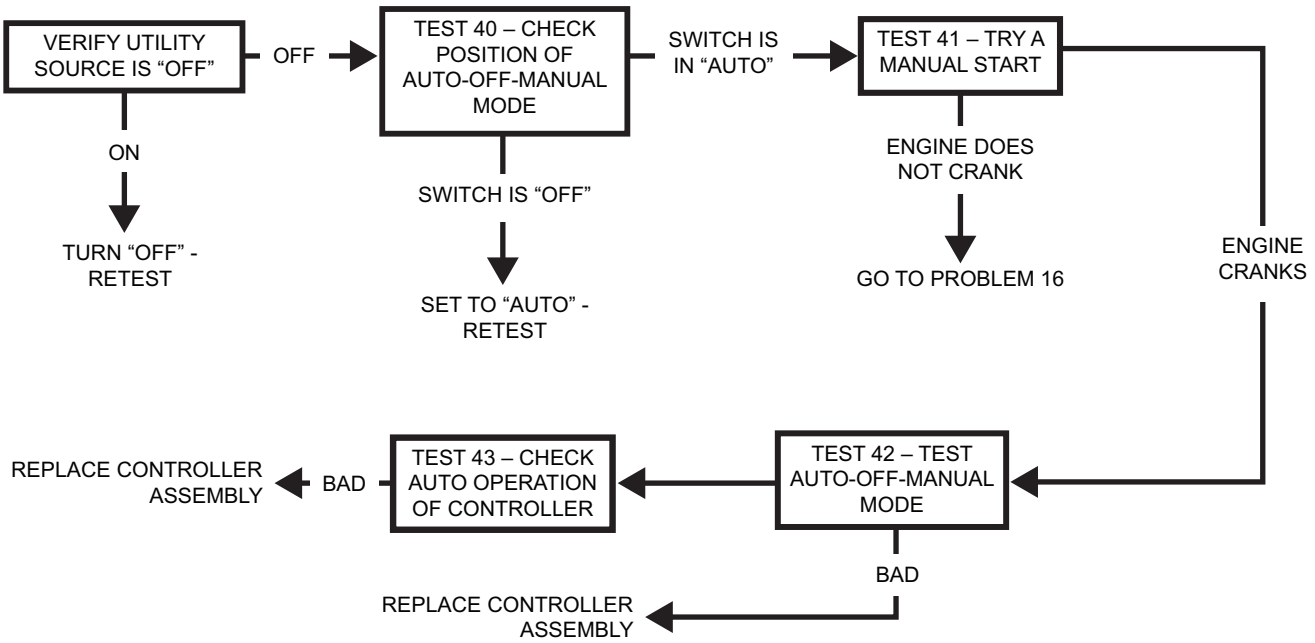 VERIFY UTILITY
SOURCE IS “OFF”
OFF
TEST 40 – CHECK
POSITION OF
AUTO-OFF-MANUAL
MODE
SWITCH IS
IN “AUTO”
TEST 41 – TRY A
MANUAL START
ON
TURN “OFF” -
RETEST
SWITCH IS “OFF”
SET TO “AUTO” -
RETEST
ENGINE DOES
NOT CRANK
GO TO PROBLEM 16
ENGINE
CRANKS
TEST 42 – TEST
AUTO-OFF-MANUAL
MODE
TEST 43 – CHECK
AUTO OPERATION
OF CONTROLLER
BAD
REPLACE CONTROLLER
ASSEMBLY
BAD
REPLACE CONTROLLER
ASSEMBLY